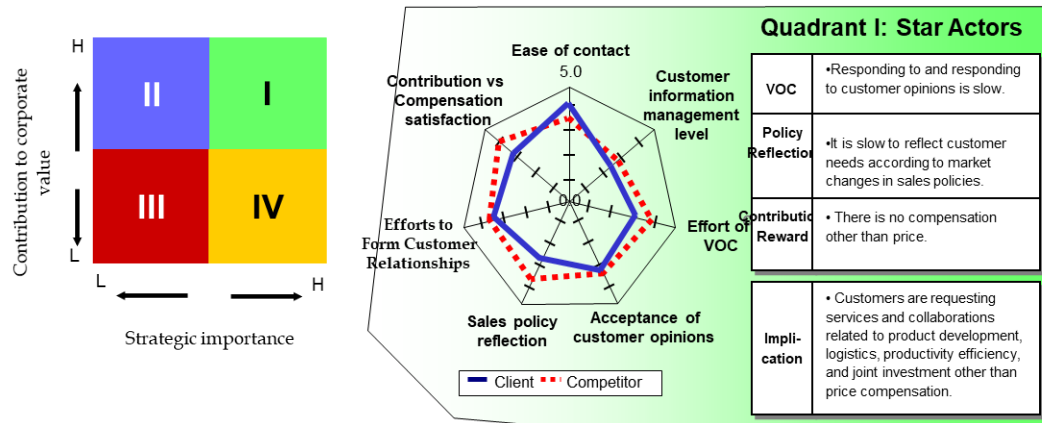 H
Contribution to corporate
value
L
II
I
III
IV
L
H
Strategic importance
Quadrant I: Star Actors
Ease of contact
5.0
0.0
Customer
information
management
level
Effort of
VOC
Acceptance of
customer opinions
Sales policy
reflection
Efforts to
Form Customer
Relationships
Contribution vs
Compensation
satisfaction
Client
Competitor
VOC
•Responding to and responding
to customer opinions is slow.
Policy
Reflection
•It is slow to reflect customer
needs according to market
changes in sales policies.
Contributio
Reward
• There is no compensation
other than price.
Impli-
cation
• Customers are requesting
services and collaborations
related to product development,
logistics, productivity efficiency,
and joint investment other than
price compensation.